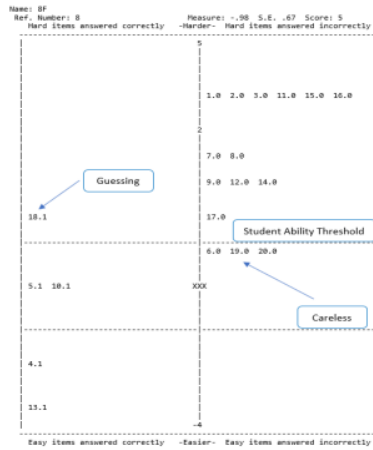 Name: 8F
Ref. Number: 8 Measure: -.98 S.E. .67 Score: 5
Hard items answered correctly -Harder- Hard items answered incorrectly
5
1.0 2.0 3.0 11.0 15.0 16.0
2
7.0 8.0
Guessing
9.0 12.0 14.0
18.1 17.0
Student Ability Threshold
6.0 19.0 20.0
5.1 10.1 XXX
Careless
4.1
13.1
-4
Easy items answered correctly -Easier- Easy items answered incorrectly